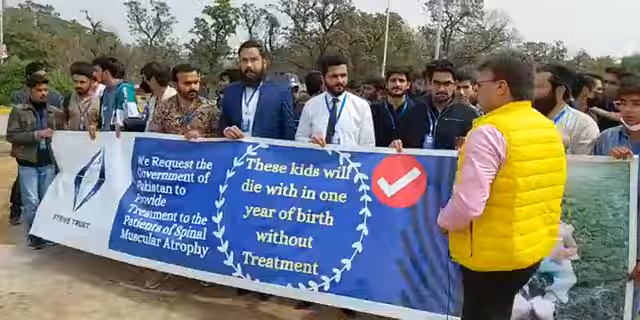 STRIVE TRUST
We Request the
Government of
Pakistan to
Provide
Treatment to the
Patients of Spinal
Muscular Atrophy
These kids will
die with in one
year of birth
without
Treatment